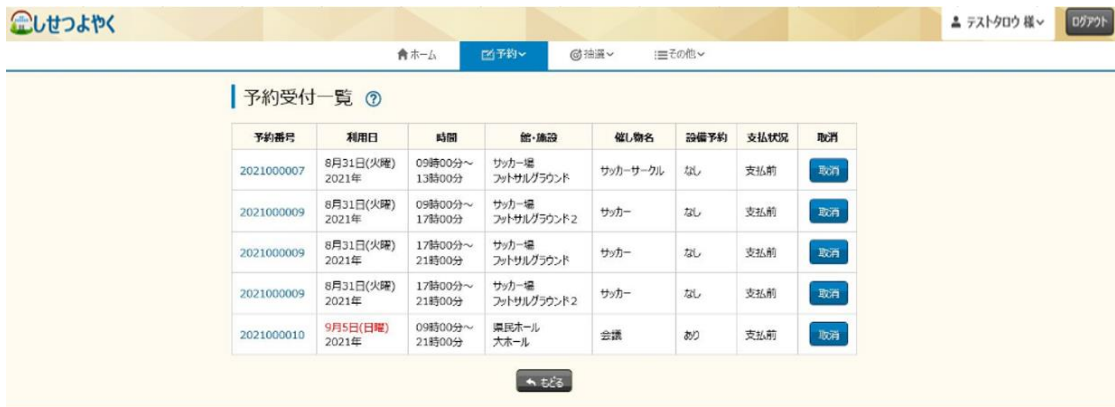 しせつよやく
テストタロウ 様
ログアウト
ホーム 予約 抽選 その他
予約受付一覧 ?
予約番号 利用日 時間 館・施設 催し物名 設備予約 支払状況 取消
2021000007 8月31日(火曜) 09時00分～ サッカー場 サッカーサークル なし 支払前 取消
2021年 13時00分 フットサルグラウンド
2021000009 8月31日(火曜) 09時00分～ サッカー場 サッカー なし 支払前 取消
2021年 17時00分 フットサルグラウンド2
2021000009 8月31日(火曜) 17時00分～ サッカー場 サッカー なし 支払前 取消
2021年 21時00分 フットサルグラウンド
2021000009 8月31日(火曜) 17時00分～ サッカー場 サッカー なし 支払前 取消
2021年 21時00分 フットサルグラウンド2
2021000010 9月5日(日曜) 09時00分～ 県民ホール 会議 あり 支払前 取消
2021年 21時00分 大ホール
もどる